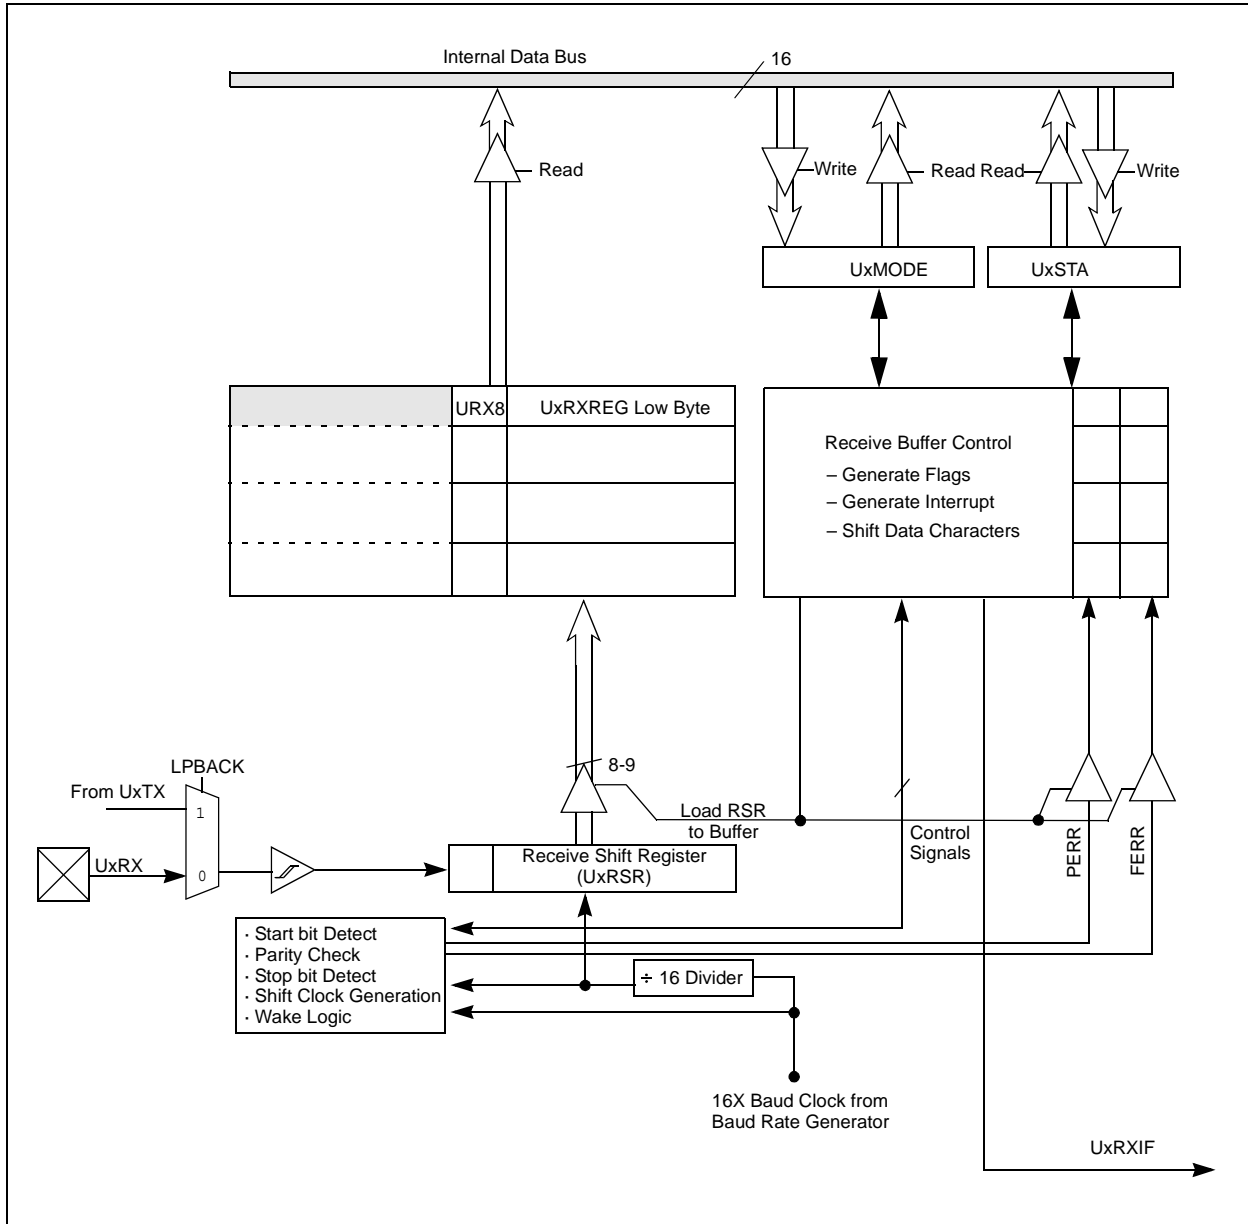 Internal Data Bus
16
Read
Write
Read Read
Write
UxMODE
UxSTA
URX8
UxRXREG Low Byte
Receive Buffer Control
– Generate Flags
– Generate Interrupt
– Shift Data Characters
8-9
LPBACK
From UxTX
1
UxRX
0
Load RSR
to Buffer
Control
Signals
PERR
FERR
Receive Shift Register
(UxRSR)
· Start bit Detect
· Parity Check
· Stop bit Detect
· Shift Clock Generation
· Wake Logic
÷ 16 Divider
16X Baud Clock from
Baud Rate Generator
UxRXIF